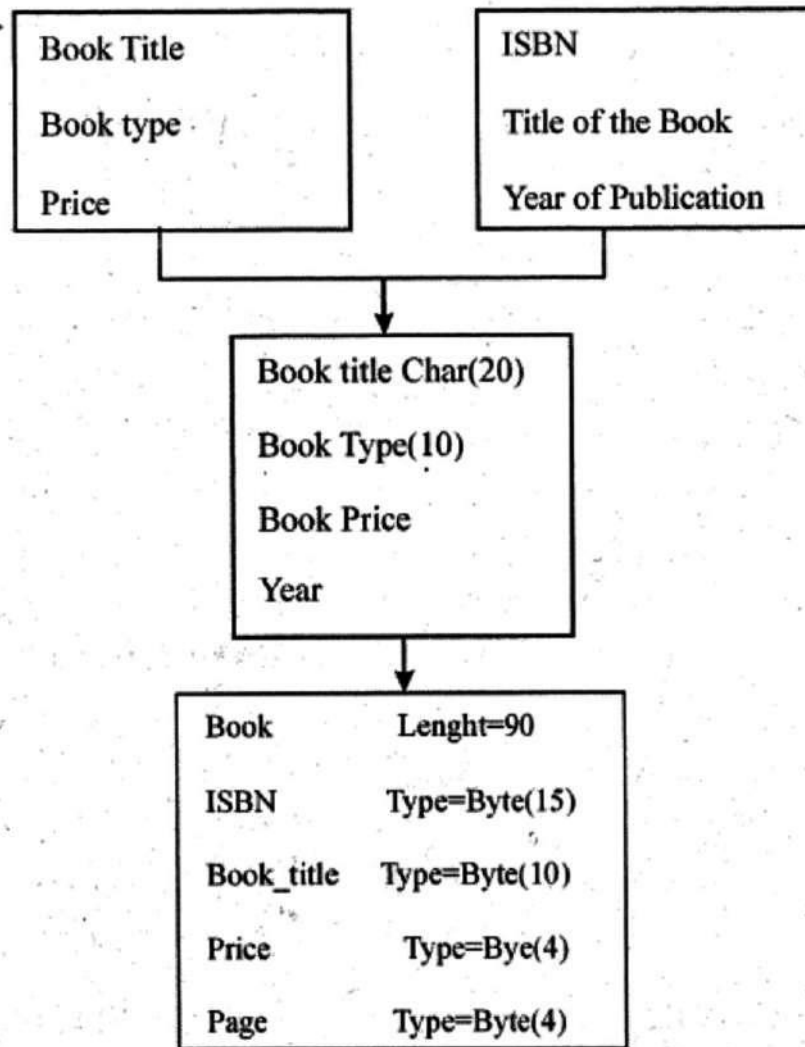 Book Title
Book type
Price
ISBN
Title of the Book
Year of Publication
Book title Char(20)
Book Type(10)
Book Price
Year
Book Lenght=90
ISBN Type=Byte(15)
Book_title Type=Byte(10)
Price Type=Bye(4)
Page Type=Byte(4)